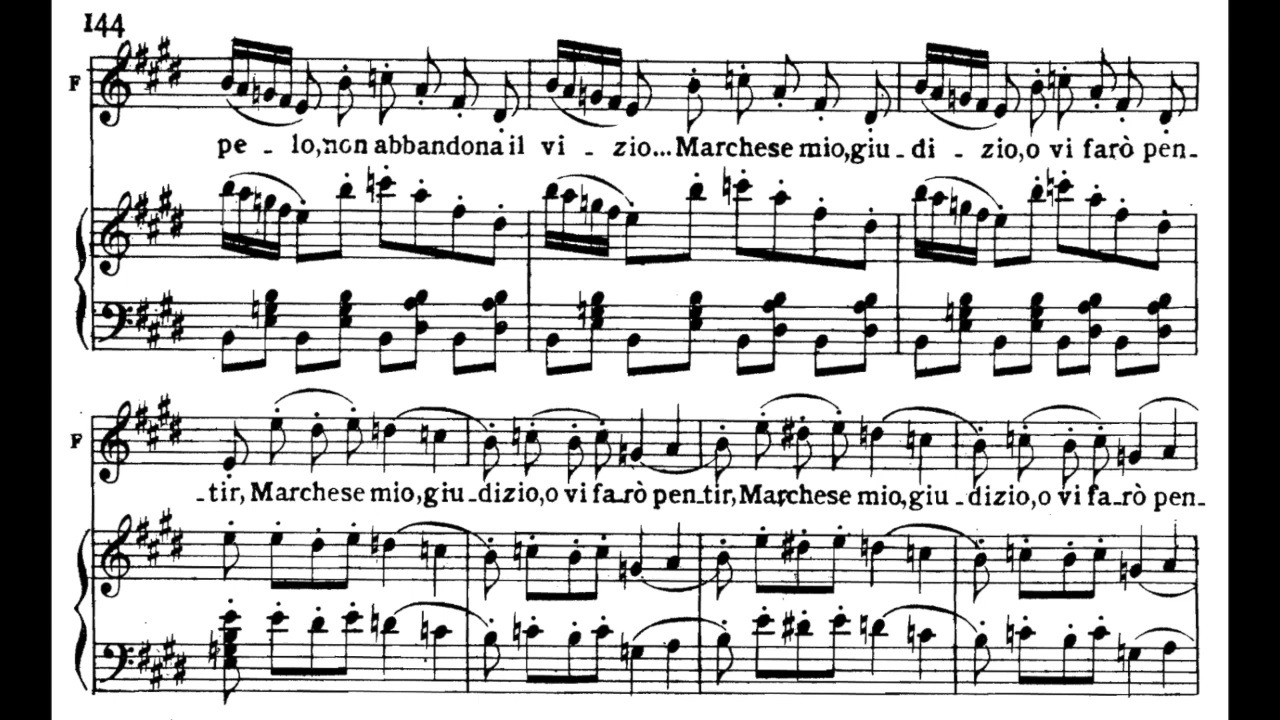 144
F
pe - lo, non abbandona il vi - zio... Marchese mio, giu - di - zio, o vi farò pen -
F
- tir, Marchese mio, giu - dizio, o vi fa - rò pen - tir, Marchese mio, giu - dizio, o vi fa - rò pen -